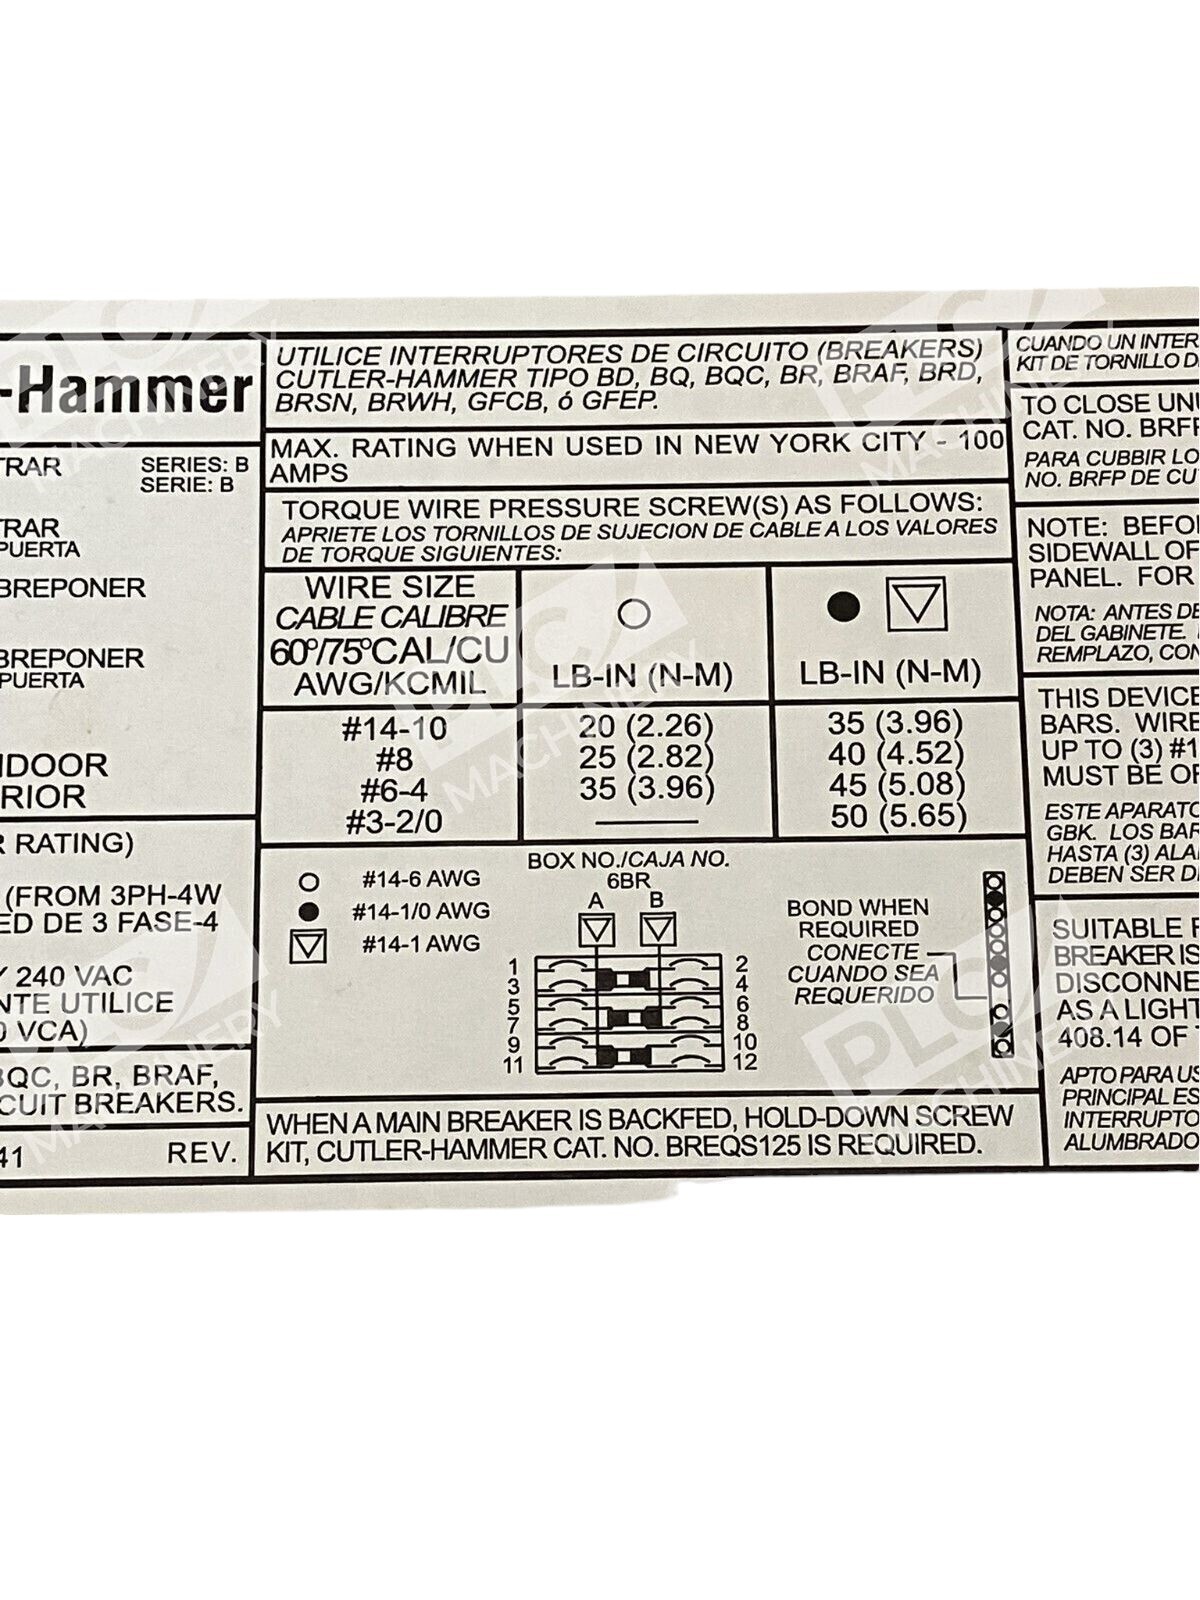 -Hammer
TRAR
SERIES: B
SERIE: B
TRAR
PUERTA
BREPONER
BREPONER
PUERTA
NDOOR
RIOR
R RATING)
(FROM 3PH-4W
ED DE 3 FASE-4
240 VAC
NTE UTILICE
0 VCA)
BQC, BR, BRAF,
CUIT BREAKERS.
41
REV.
UTILICE INTERRUPTORES DE CIRCUITO (BREAKERS)
CUTLER-HAMMER TIPO BD, BQ, BQC, BR, BRAF, BRD,
BRSN, BRWH, GFCB, ó GFEP.
MAX. RATING WHEN USED IN NEW YORK CITY - 100
AMPS
TORQUE WIRE PRESSURE SCREW(S) AS FOLLOWS:
APRIETE LOS TORNILLOS DE SUJECION DE CABLE A LOS VALORES
DE TORQUE SIGUIENTES:
WIRE SIZE
CABLE CALIBRE
60°/75°CAL/CU
AWG/KCMIL
LB-IN (N-M)
LB-IN (N-M)
#14-10 20 (2.26) 35 (3.96)
#8 25 (2.82) 40 (4.52)
#6-4 35 (3.96) 45 (5.08)
#3-2/0 50 (5.65)
#14-6 AWG
#14-1/0 AWG
#14-1 AWG
BOX NO./CAJA NO.
6BR
A B
1 2
3 4
5 6
7 8
9 10
11 12
BOND WHEN
REQUIRED
CONECTE
CUANDO SEA
REQUERIDO
WHEN A MAIN BREAKER IS BACKFED, HOLD-DOWN SCREW
KIT, CUTLER-HAMMER CAT. NO. BREQS125 IS REQUIRED.
CUANDO UN INTER
KIT DE TORNILLO D
TO CLOSE UNU
CAT. NO. BRFP
PARA CUBBIR LO
NO. BRFP DE CU
NOTE: BEFO
SIDEWALL OF
PANEL. FOR
NOTA: ANTES DE
DEL GABINETE.
REMPLAZO, CON
THIS DEVICE
BARS. WIRE
UP TO (3) #1
MUST BE OF
ESTE APARATO
GBK. LOS BAR
HASTA (3) ALA
DEBEN SER D
SUITABLE F
BREAKER IS
DISCONNE
AS A LIGHT
408.14 OF
APTO PARA US
PRINCIPAL ES
INTERRUPTO
ALUMBRADO
PLC
MACHINERY